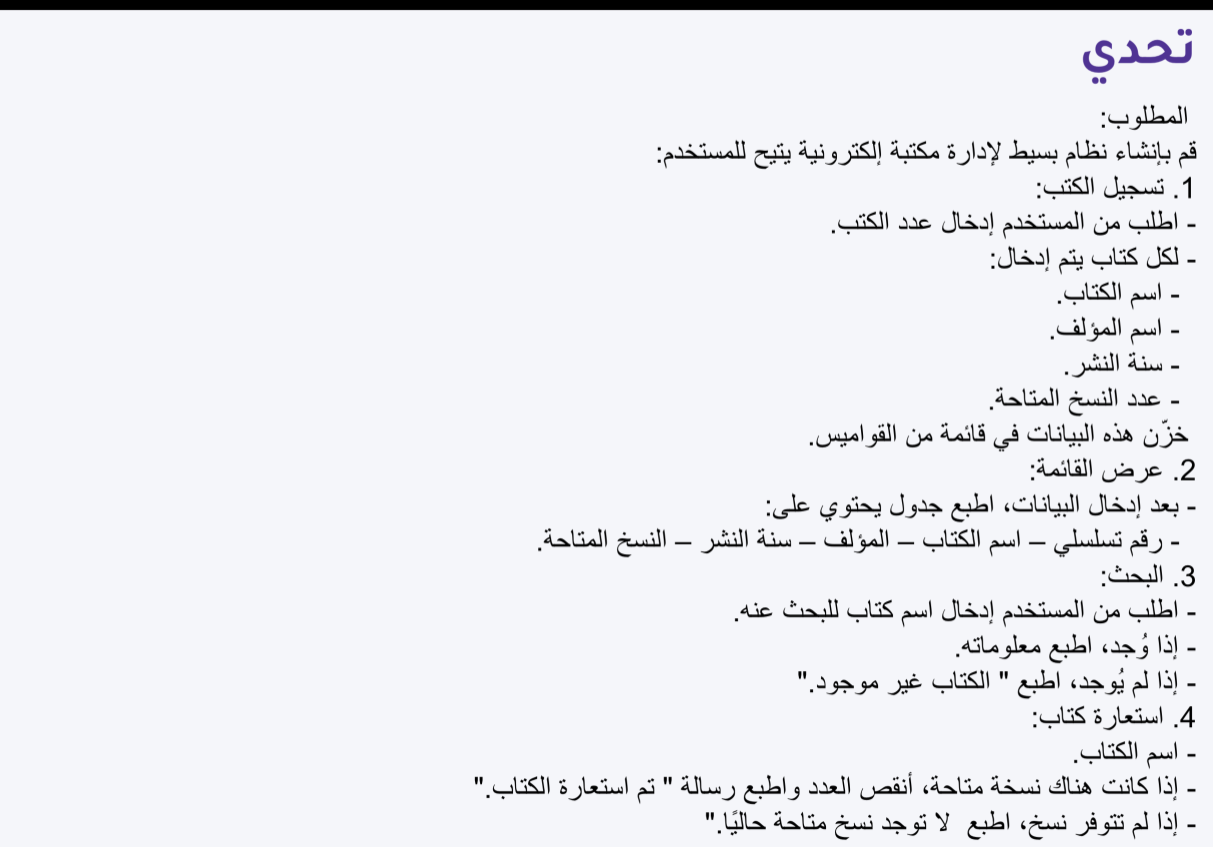 تحدي
المطلوب:
قم بإنشاء نظام بسيط لإدارة مكتبة إلكترونية يتيح للمستخدم:
1. تسجيل الكتب:
- اطلب من المستخدم إدخال عدد الكتب.
- لكل كتاب يتم إدخال:
- اسم الكتاب.
- اسم المؤلف.
- سنة النشر.
- عدد النسخ المتاحة.
خزّن هذه البيانات في قائمة من القواميس.
2. عرض القائمة:
- بعد إدخال البيانات، اطبع جدول يحتوي على:
- رقم تسلسلي – اسم الكتاب – المؤلف – سنة النشر – النسخ المتاحة.
3. البحث:
- اطلب من المستخدم إدخال اسم كتاب للبحث عنه.
- إذا وُجد، اطبع معلوماته.
- إذا لم يُوجد، اطبع " الكتاب غير موجود."
4. استعارة كتاب:
- اسم الكتاب.
- إذا كانت هناك نسخة متاحة، أنقص العدد واطبع رسالة " تم استعارة الكتاب."
- إذا لم تتوفر نسخ، اطبع  لا توجد نسخ متاحة حاليًا."